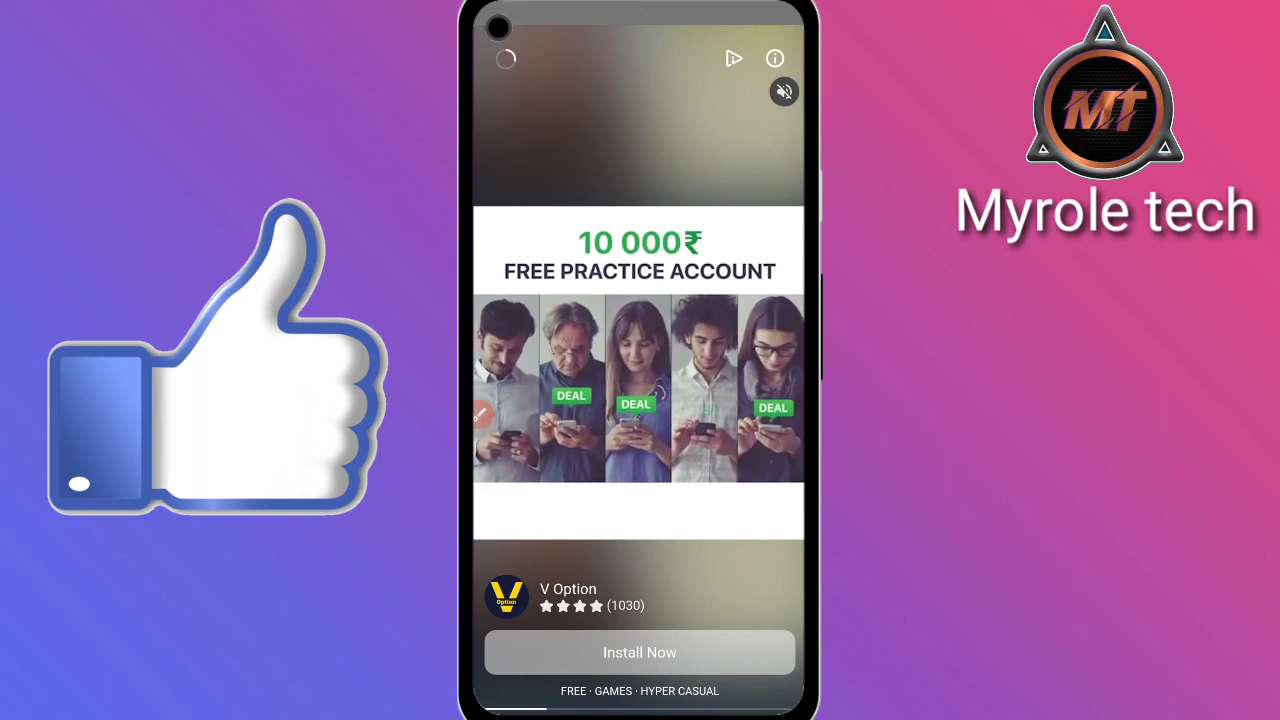 MT
Myrole tech
10 000₹
FREE PRACTICE ACCOUNT
DEAL
DEAL
DEAL
V Option
Option
(1030)
Install Now
FREE · GAMES · HYPER CASUAL